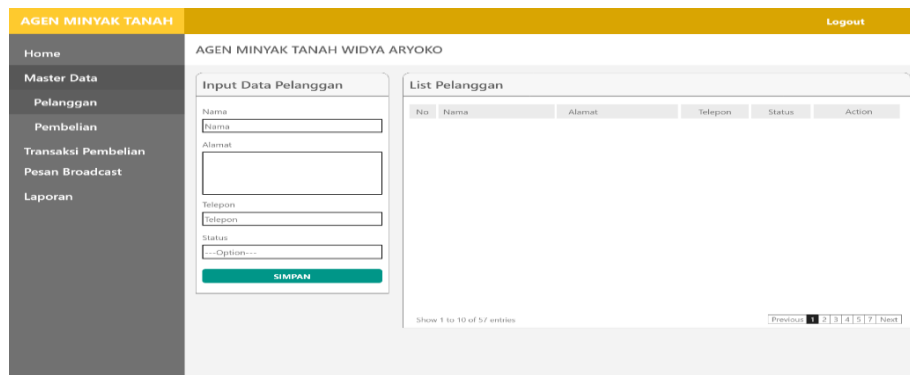 AGEN MINYAK TANAH
Logout
Home
Master Data
Pelanggan
Pembelian
Transaksi Pembelian
Pesan Broadcast
Laporan
AGEN MINYAK TANAH WIDYA ARYOKO
Input Data Pelanggan
Nama
Nama
Alamat
Telepon
Telepon
Status
---Option---
SIMPAN
List Pelanggan
No Nama Alamat Telepon Status Action
Show 1 to 10 of 57 entries
Previous 1 2 3 4 5 7 Next